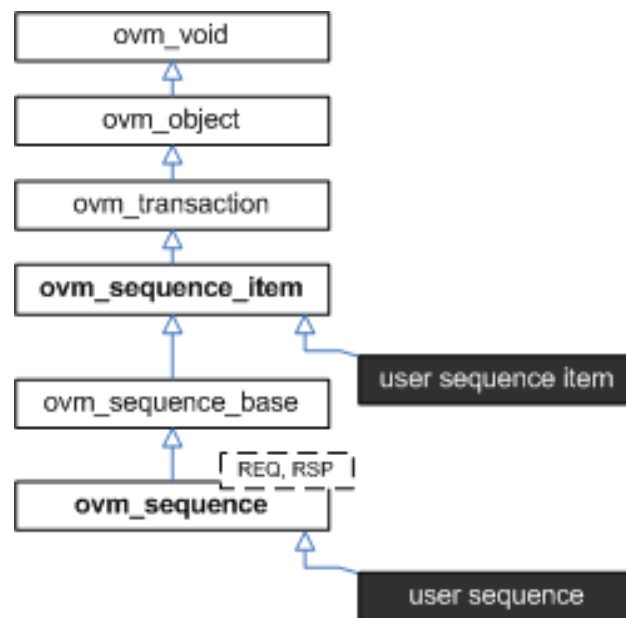 ovm_void
ovm_object
ovm_transaction
ovm_sequence_item
user sequence item
ovm_sequence_base
REQ, RSP
ovm_sequence
user sequence